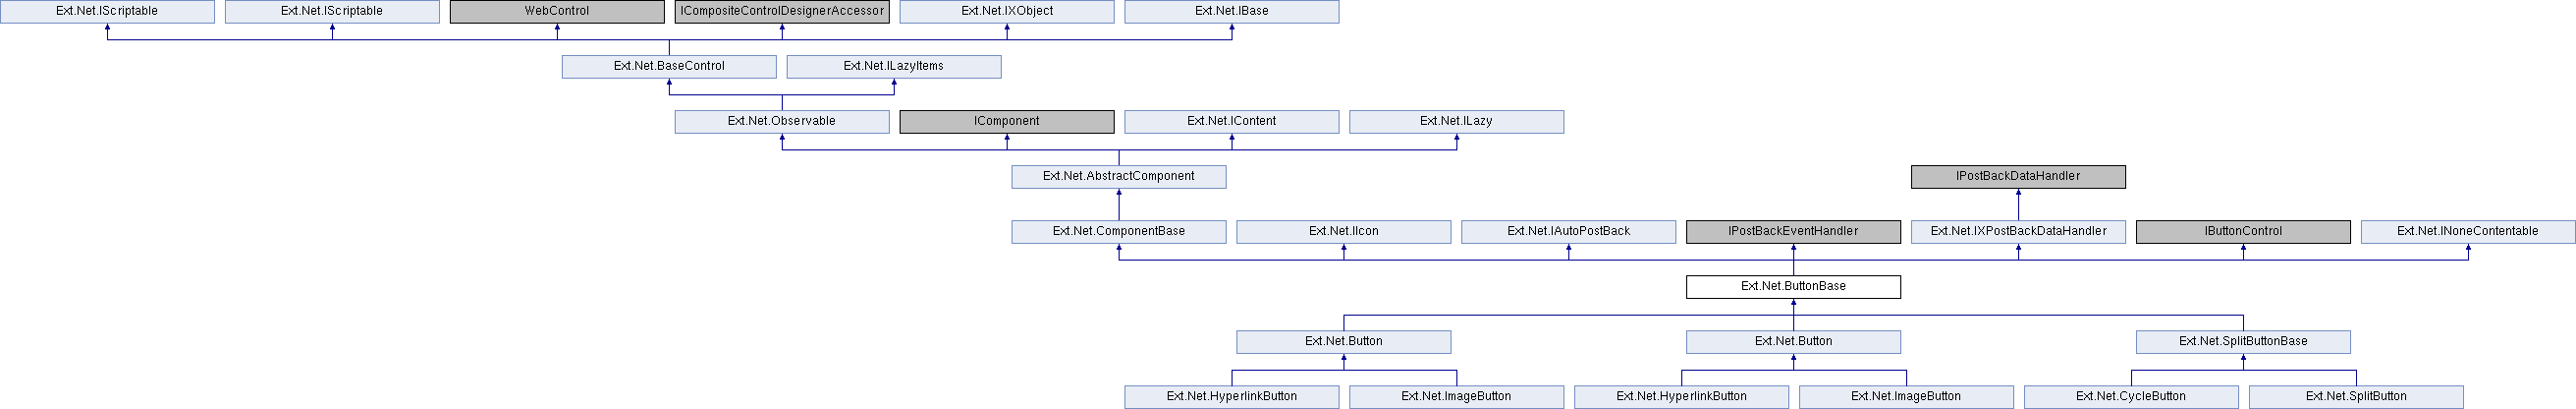 Ext.Net.IScriptable
Ext.Net.IScriptable
WebControl
ICompositeControlDesignerAccessor
Ext.Net.IXObject
Ext.Net.IBase
Ext.Net.BaseControl
Ext.Net.ILazyItems
Ext.Net.Observable
IComponent
Ext.Net.IContent
Ext.Net.ILazy
Ext.Net.AbstractComponent
IPostBackDataHandler
Ext.Net.ComponentBase
Ext.Net.IIcon
Ext.Net.IAutoPostBack
IPostBackEventHandler
Ext.Net.IXPostBackDataHandler
IButtonControl
Ext.Net.INoneContentable
Ext.Net.ButtonBase
Ext.Net.Button
Ext.Net.Button
Ext.Net.SplitButtonBase
Ext.Net.HyperlinkButton
Ext.Net.ImageButton
Ext.Net.HyperlinkButton
Ext.Net.ImageButton
Ext.Net.CycleButton
Ext.Net.SplitButton